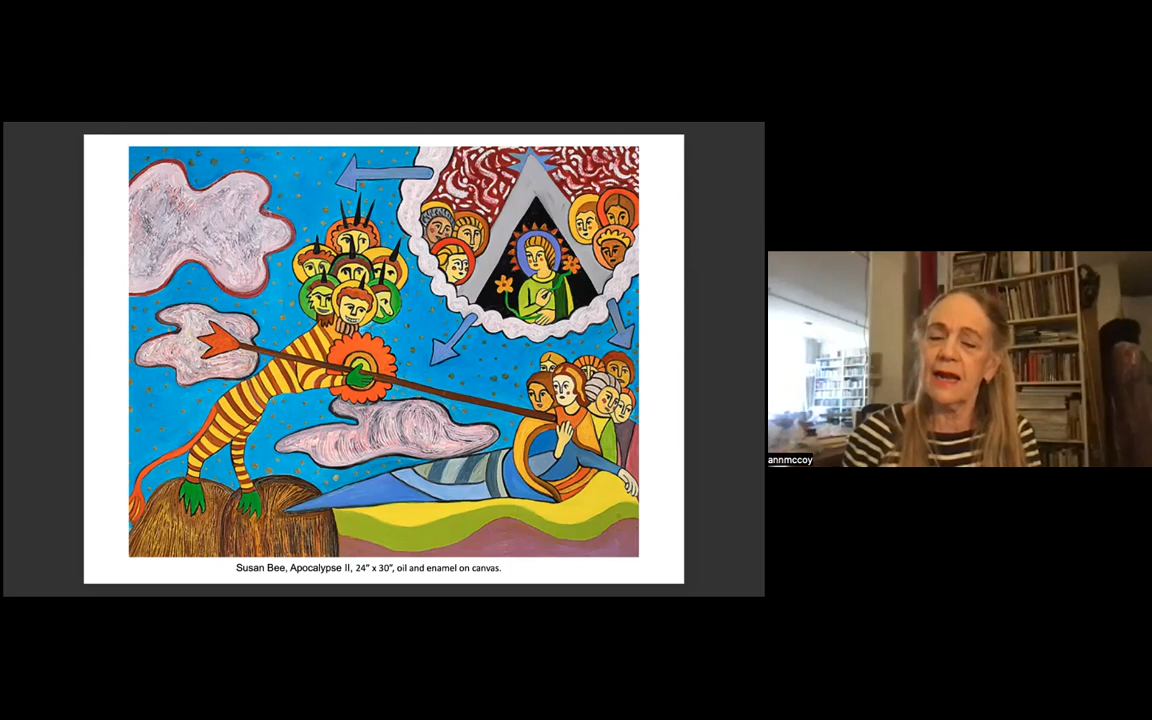 Susan Bee, Apocalypse II, 24” x 30”, oil and enamel on canvas.
annmccoy